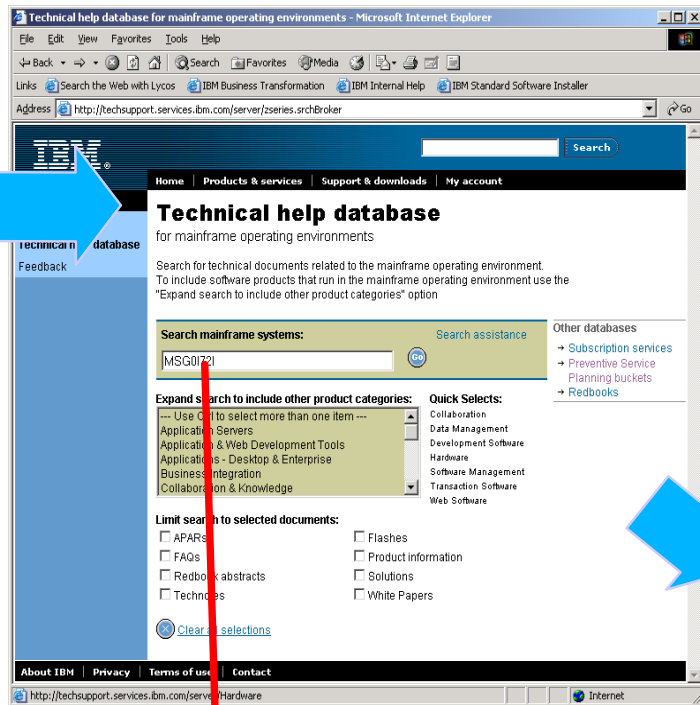 Technical help database for mainframe operating environments - Microsoft Internet Explorer
File Edit View Favorites Tools Help
Back Search Favorites Media
Links Search the Web with Lycos IBM Business Transformation IBM Internal Help IBM Standard Software Installer
Address http://techsupport.services.ibm.com/server/zseries.srchBroker Go
IBM® Search
Home | Products & services | Support & downloads | My account
Technical help database
for mainframe operating environments
Technical database
Feedback
Search for technical documents related to the mainframe operating environment.
To include software products that run in the mainframe operating environment use the
"Expand search to include other product categories" option
Search mainframe systems: Search assistance
Go
Other databases
→ Subscription services
→ Preventive Service
Planning buckets
→ Redbooks
Expand search to include other product categories:
--- Use Ctrl to select more than one item ---
Application Servers
Application & Web Development Tools
Applications - Desktop & Enterprise
Business Integration
Collaboration & Knowledge
Quick Selects:
Collaboration
Data Management
Development Software
Hardware
Software Management
Transaction Software
Web Software
Limit search to selected documents:
APARs Flashes
FAQs Product information
Redbook abstracts Solutions
Technotes White Papers
Clear all selections
About IBM | Privacy | Terms of use | Contact
http://techsupport.services.ibm.com/server/Hardware Internet